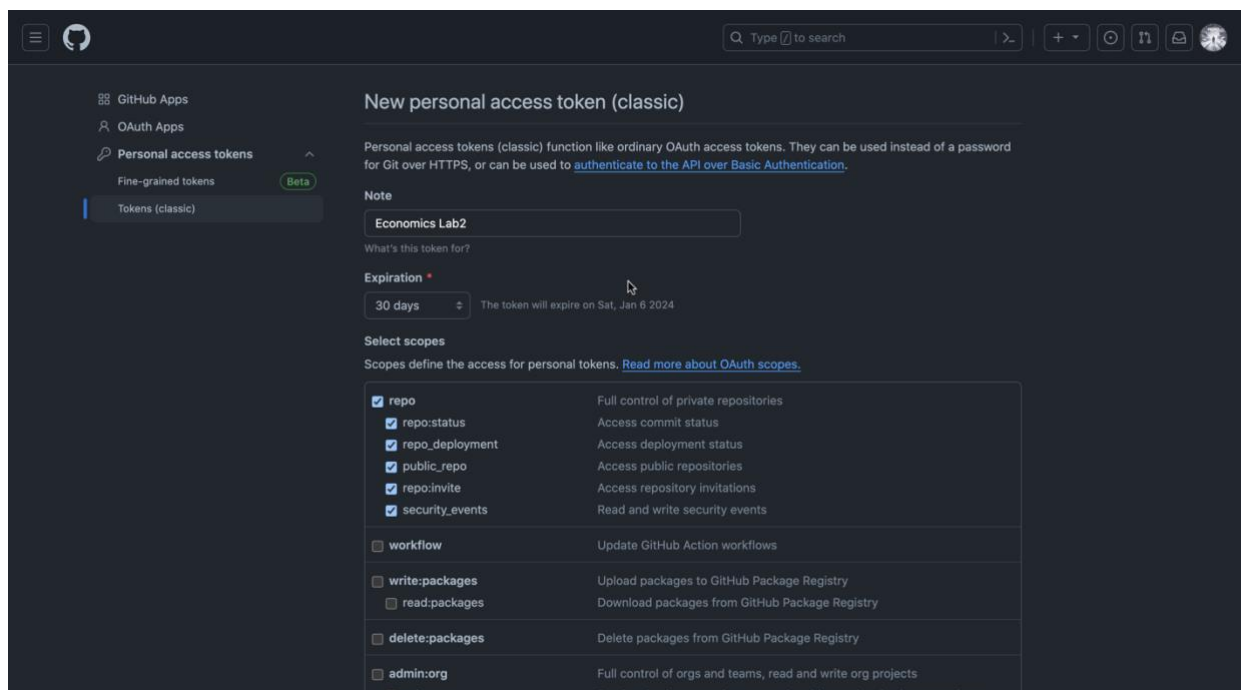 Type / to search
GitHub Apps
OAuth Apps
Personal access tokens
Fine-grained tokens Beta
Tokens (classic)
New personal access token (classic)
Personal access tokens (classic) function like ordinary OAuth access tokens. They can be used instead of a password
for Git over HTTPS, or can be used to authenticate to the API over Basic Authentication.
Note
Economics Lab2
What's this token for?
Expiration *
30 days The token will expire on Sat, Jan 6 2024
Select scopes
Scopes define the access for personal tokens. Read more about OAuth scopes.
repo Full control of private repositories
repo:status Access commit status
repo_deployment Access deployment status
public_repo Access public repositories
repo:invite Access repository invitations
security_events Read and write security events
workflow Update GitHub Action workflows
write:packages Upload packages to GitHub Package Registry
read:packages Download packages from GitHub Package Registry
delete:packages Delete packages from GitHub Package Registry
admin:org Full control of orgs and teams, read and write org projects